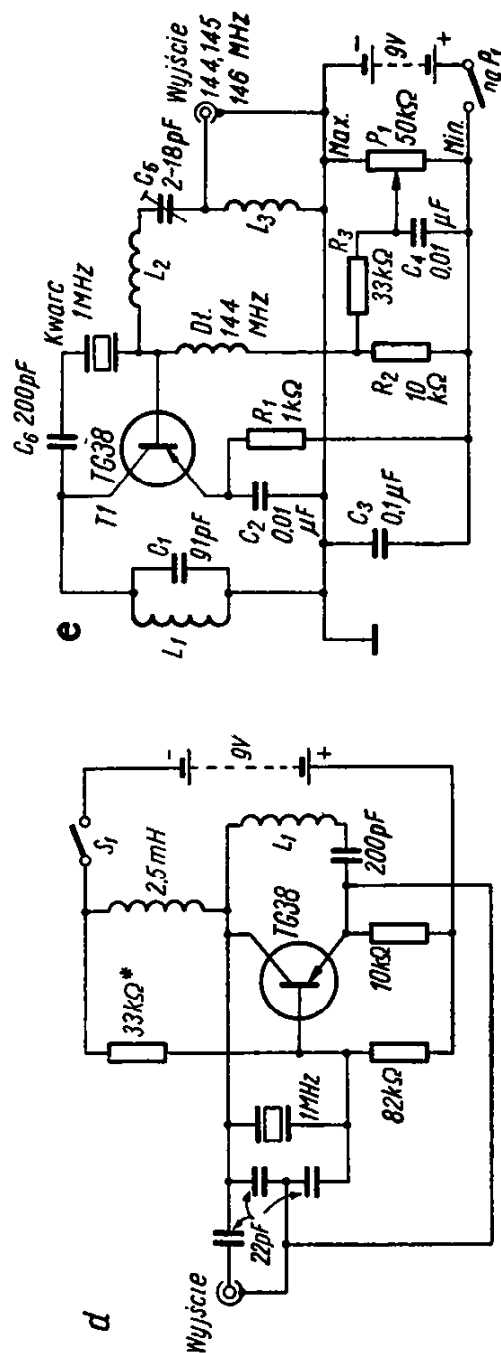 d
Wyjście
22pF
1MHz
33kΩ*
82kΩ
10kΩ
TG38
2,5mH
S1
L1
200pF
-
9V
+
e
L1
C1
91pF
T1
TG38
C6 200pF
Kwarc
1MHz
C2
0,01
μF
C3
0,1μF
R1
1kΩ
Dł.
144
MHz
L2
C5
2-18pF
L3
Wyjście
144,145
146 MHz
R2
10
kΩ
R3
33kΩ
C4
0,01
μF
Max.
P1
50kΩ
Min.
-
9V
+
na P1